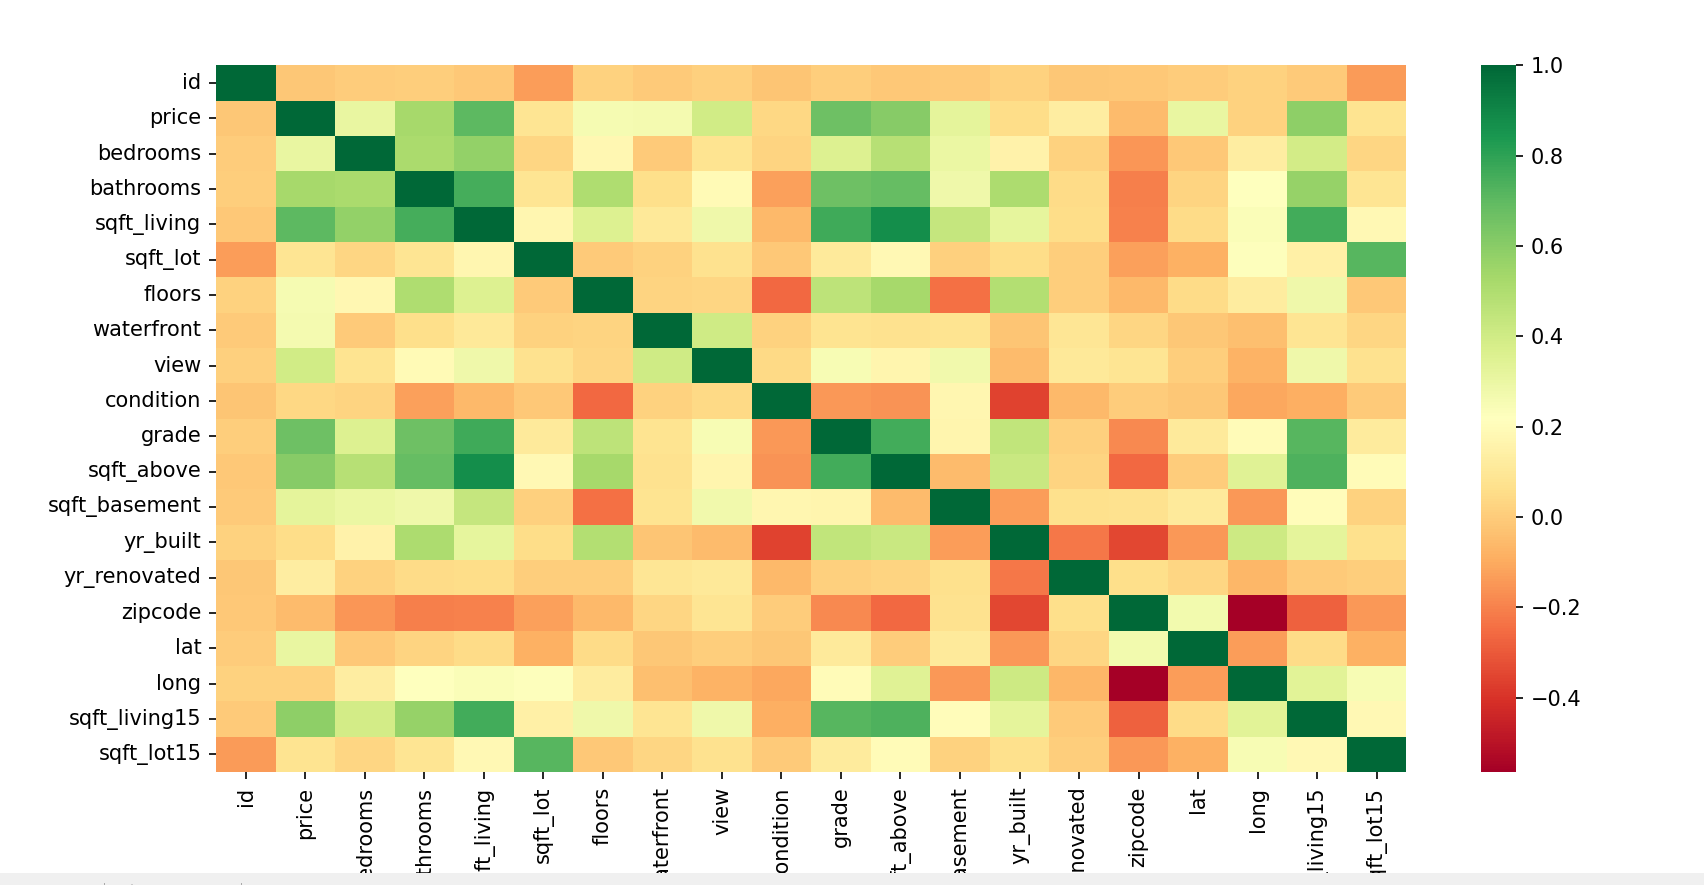 id
price
bedrooms
bathrooms
sqft_living
sqft_lot
floors
waterfront
view
condition
grade
sqft_above
sqft_basement
yr_built
yr_renovated
zipcode
lat
long
sqft_living15
sqft_lot15
id
price
edrooms
throoms
ft_living
sqft_lot
floors
aterfront
view
ondition
grade
ft_above
asement
yr_built
novated
zipcode
lat
long
living15
ft_lot15
1.0
0.8
0.6
0.4
0.2
0.0
−0.2
−0.4